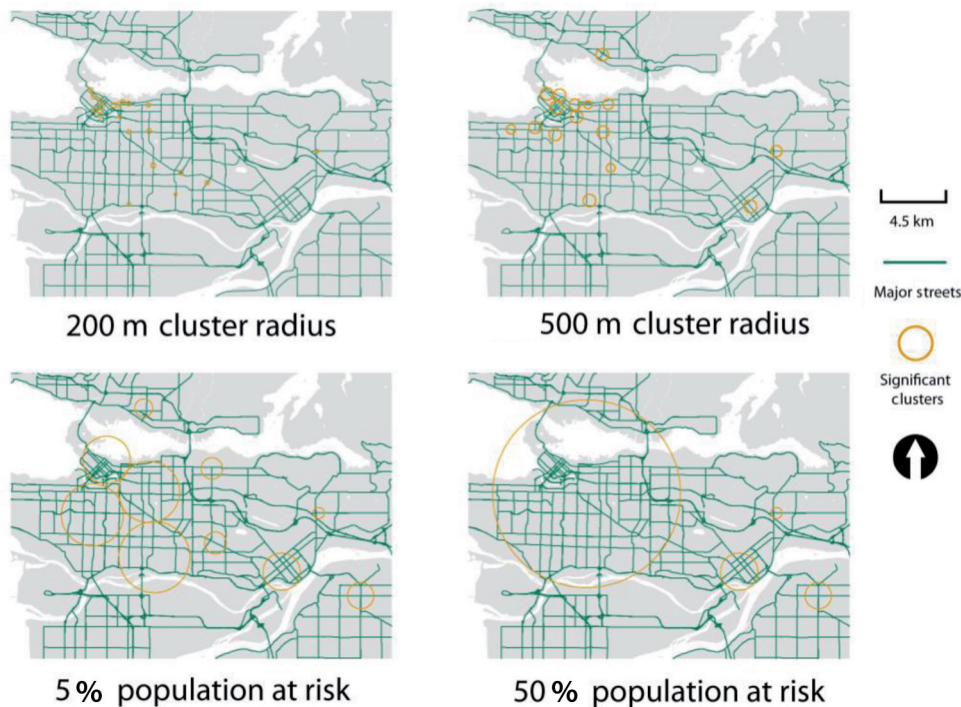 200 m cluster radius
500 m cluster radius
4.5 km
Major streets
Significant
clusters
5 % population at risk
50 % population at risk